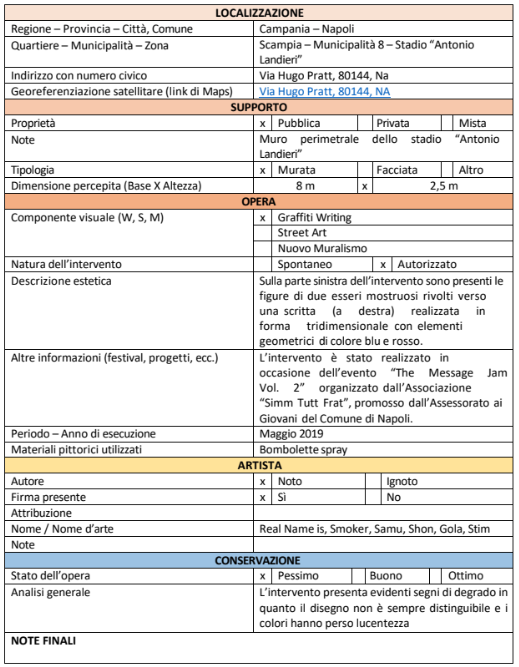 LOCALIZZAZIONE
Regione – Provincia – Città, Comune Campania – Napoli
Quartiere – Municipalità – Zona Scampia – Municipalità 8 – Stadio "Antonio
Landieri"
Indirizzo con numero civico Via Hugo Pratt, 80144, Na
Georeferenziazione satellitare (link di Maps) Via Hugo Pratt, 80144, NA
SUPPORTO
Proprietà x Pubblica Privata Mista
Note Muro perimetrale dello stadio "Antonio
Landieri"
Tipologia x Murata Facciata Altro
Dimensione percepita (Base X Altezza) 8 m x 2,5 m
OPERA
Componente visuale (W, S, M) x Graffiti Writing
Street Art
Nuovo Muralismo
Natura dell'intervento Spontaneo x Autorizzato
Descrizione estetica Sulla parte sinistra dell'intervento sono presenti le
figure di due esseri mostruosi rivolti verso
una scritta (a destra) realizzata in
forma tridimensionale con elementi
geometrici di colore blu e rosso.
Altre informazioni (festival, progetti, ecc.) L'intervento è stato realizzato in
occasione dell'evento "The Message Jam
Vol. 2" organizzato dall'Associazione
"Simm Tutt Frat", promosso dall'Assessorato ai
Giovani del Comune di Napoli.
Periodo – Anno di esecuzione Maggio 2019
Materiali pittorici utilizzati Bombolette spray
ARTISTA
Autore x Noto Ignoto
Firma presente x Sì No
Attribuzione
Nome / Nome d'arte Real Name is, Smoker, Samu, Shon, Gola, Stim
Note
CONSERVAZIONE
Stato dell'opera x Pessimo Buono Ottimo
Analisi generale L'intervento presenta evidenti segni di degrado in
quanto il disegno non è sempre distinguibile e i
colori hanno perso lucentezza
NOTE FINALI